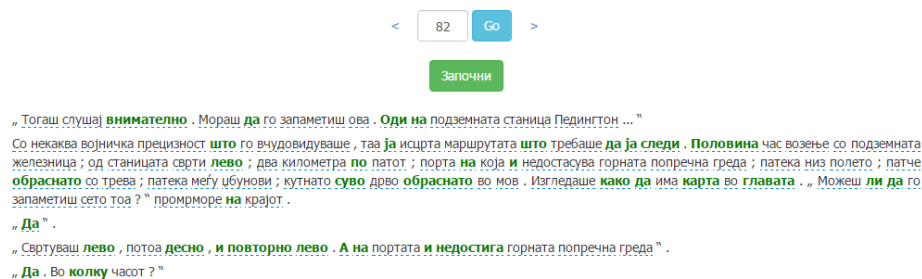 < 82 Go >
Започни
„ Тогаш слушај внимателно . Мораш да го запаметиш ова . Оди на подземната станица Педингтон ... “
Со некаква војничка прецизност што го вчудовидуваше , таа ја исцрта маршрутата што требаше да ја следи . Половина час возење со подземната
железница ; од станицата сврти лево ; два километра по патот ; порта на која и недостасува горната попречна греда ; патека низ полето ; патче
обраснато со трева ; патека меѓу џбунови ; кутнато суво дрво обраснато во мов . Изгледаше како да има карта во главата . „ Можеш ли да го
запаметиш сето тоа ? “ промрморе на крајот .
„ Да “ .
„ Свртуваш лево , потоа десно , и повторно лево . А на портата и недостига горната попречна греда “ .
„ Да . Во колку часот ? “